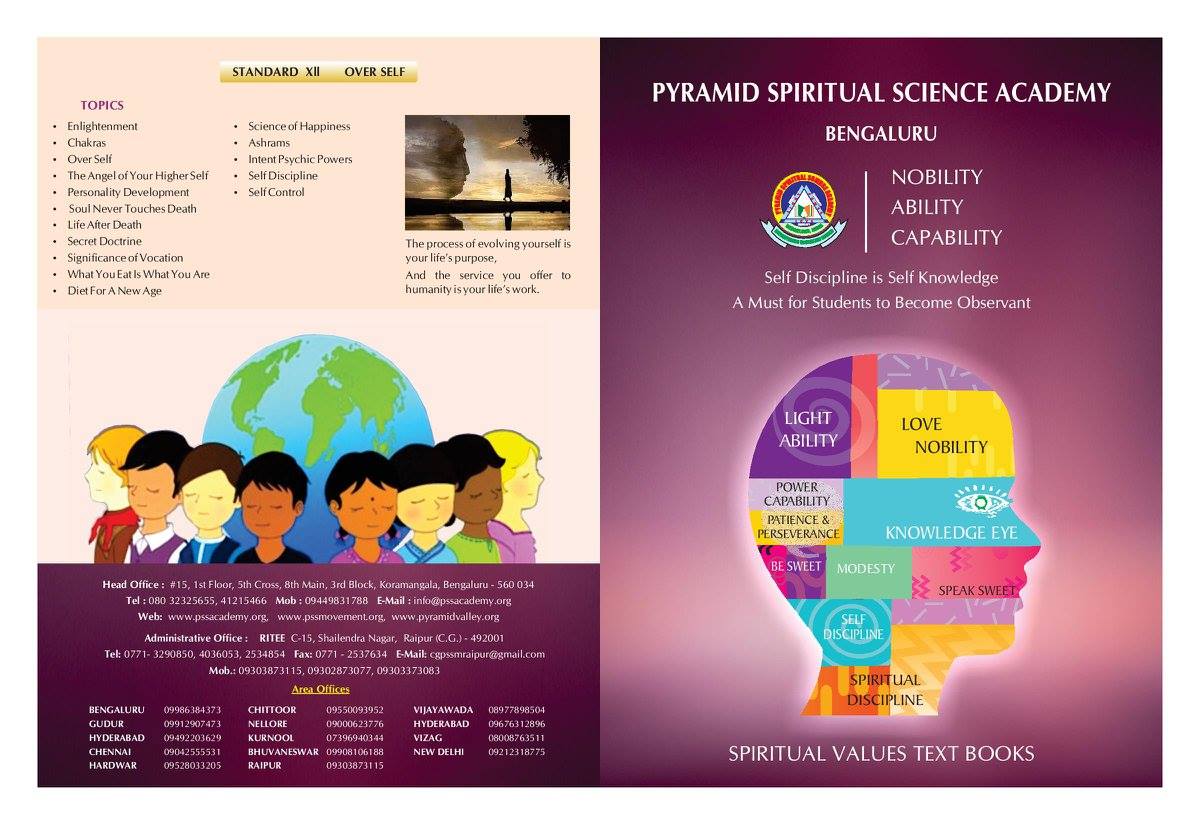 STANDARD XII OVER SELF
TOPICS
• Enlightenment
• Chakras
• Over Self
• The Angel of Your Higher Self
• Personality Development
• Soul Never Touches Death
• Life After Death
• Secret Doctrine
• Significance of Vocation
• What You Eat Is What You Are
• Diet For A New Age
• Science of Happiness
• Ashrams
• Intent Psychic Powers
• Self Discipline
• Self Control
The process of evolving yourself is
your life's purpose,
And the service you offer to
humanity is your life's work.
Head Office : #15, 1st Floor, 5th Cross, 8th Main, 3rd Block, Koramangala, Bengaluru - 560 034
Tel : 080 32325655, 41215466 Mob : 09449831788 E-Mail : info@pssacademy.org
Web: www.pssacademy.org, www.pssmovement.org, www.pyramidvalley.org
Administrative Office : RITEE C-15, Shailendra Nagar, Raipur (C.G.) - 492001
Tel: 0771- 3290850, 4036053, 2534854 Fax: 0771 - 2537634 E-Mail: cgpssmraipur@gmail.com
Mob.: 09303873115, 09302873077, 09303373083
Area Offices
BENGALURU 09986384373 CHITTOOR 09550093952 VIJAYAWADA 08977898504
GUDUR 09912907473 NELLORE 09000623776 HYDERABAD 09676312896
HYDERABAD 09492203629 KURNOOL 07396940344 VIZAG 08008763511
CHENNAI 09042555531 BHUVANESWAR 09908106188 NEW DELHI 09212318775
HARDWAR 09528033205 RAIPUR 09303873115
PYRAMID SPIRITUAL SCIENCE ACADEMY
BENGALURU
PYRAMID SPIRITUAL SCIENCE ACADEMY
NOBILITY
ABILITY
CAPABILITY
Self Discipline is Self Knowledge
A Must for Students to Become Observant
LIGHT
ABILITY
LOVE
NOBILITY
POWER
CAPABILITY
PATIENCE &
PERSEVERANCE
KNOWLEDGE EYE
BE SWEET
MODESTY
SPEAK SWEET
SELF
DISCIPLINE
SPIRITUAL
DISCIPLINE
SPIRITUAL VALUES TEXT BOOKS